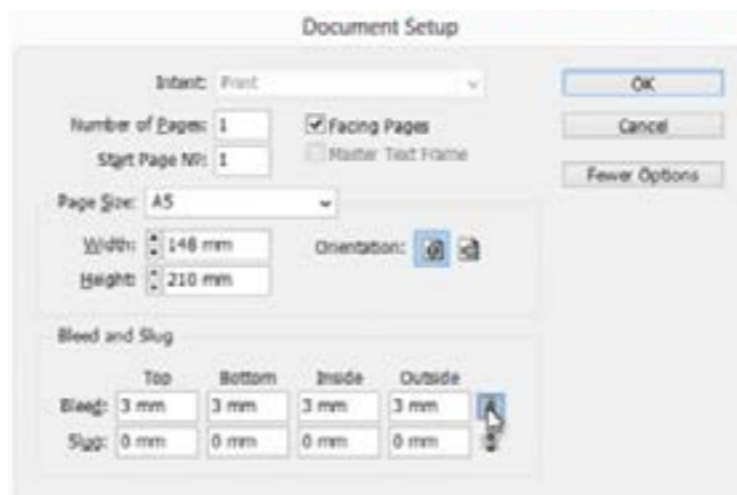 Document Setup
Intent: Print
OK
Number of Pages: 1
Facing Pages
Cancel
Start Page Nº: 1
Master Text Frame
Fewer Options
Page Size: A5
Width: 148 mm
Orientation:
Height: 210 mm
Bleed and Slug
Top Bottom Inside Outside
Bleed: 3 mm 3 mm 3 mm 3 mm
Slug: 0 mm 0 mm 0 mm 0 mm